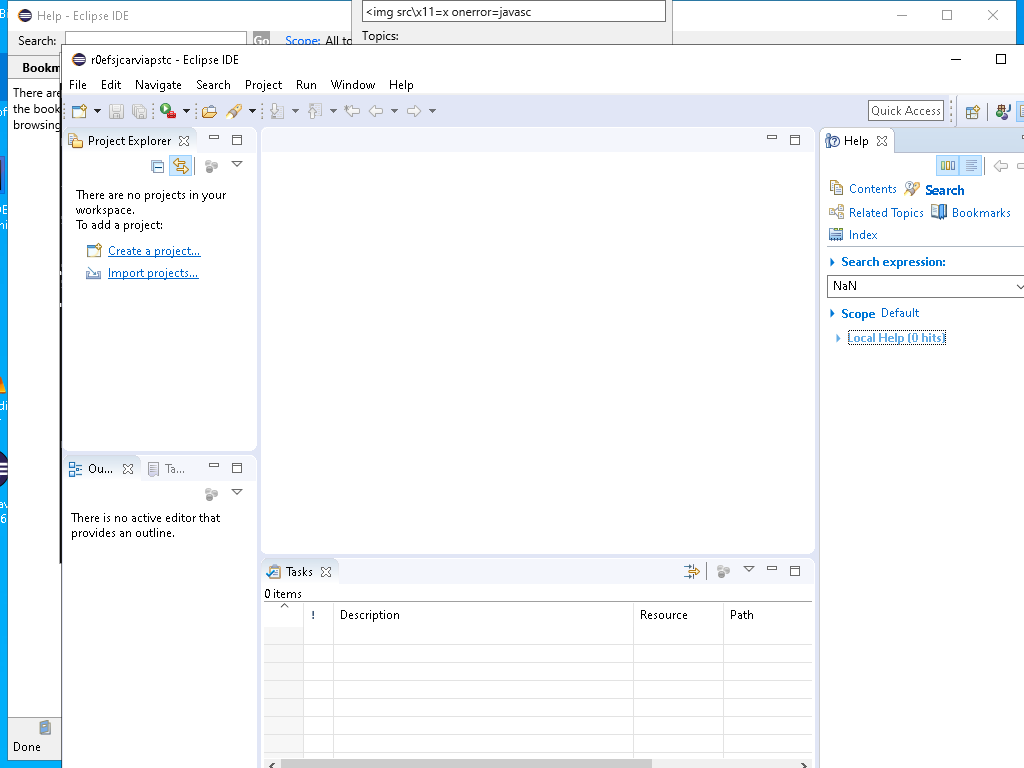 Help - Eclipse IDE
Search:
Go
Scope: All to
<img src\x11=x onerror=javasc
Topics:
Bookm
There are
the book
browsing
Done
r0efsjcarviapstc - Eclipse IDE
File Edit Navigate Search Project Run Window Help
Quick Access
Project Explorer
There are no projects in your
workspace.
To add a project:
Create a project...
Import projects...
Ou...
Ta...
There is no active editor that
provides an outline.
Tasks
0 items
! Description Resource Path
Help
Contents Search
Related Topics Bookmarks
Index
Search expression:
NaN
Scope Default
Local Help (0 hits)